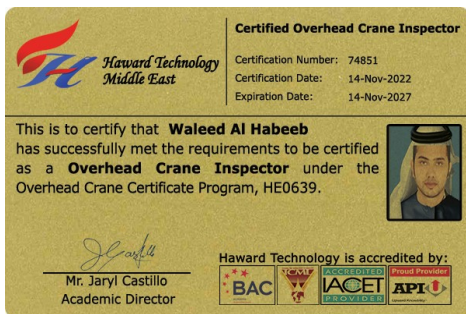 Haward Technology
Middle East
Certified Overhead Crane Inspector
Certification Number: 74851
Certification Date: 14-Nov-2022
Expiration Date: 14-Nov-2027
This is to certify that Waleed Al Habeeb
has successfully met the requirements to be certified
as a Overhead Crane Inspector under the
Overhead Crane Certificate Program, HE0639.
Mr. Jaryl Castillo
Academic Director
Haward Technology is accredited by:
BAC
ACCREDITED
IACET
PROVIDER
Proud Provider
API